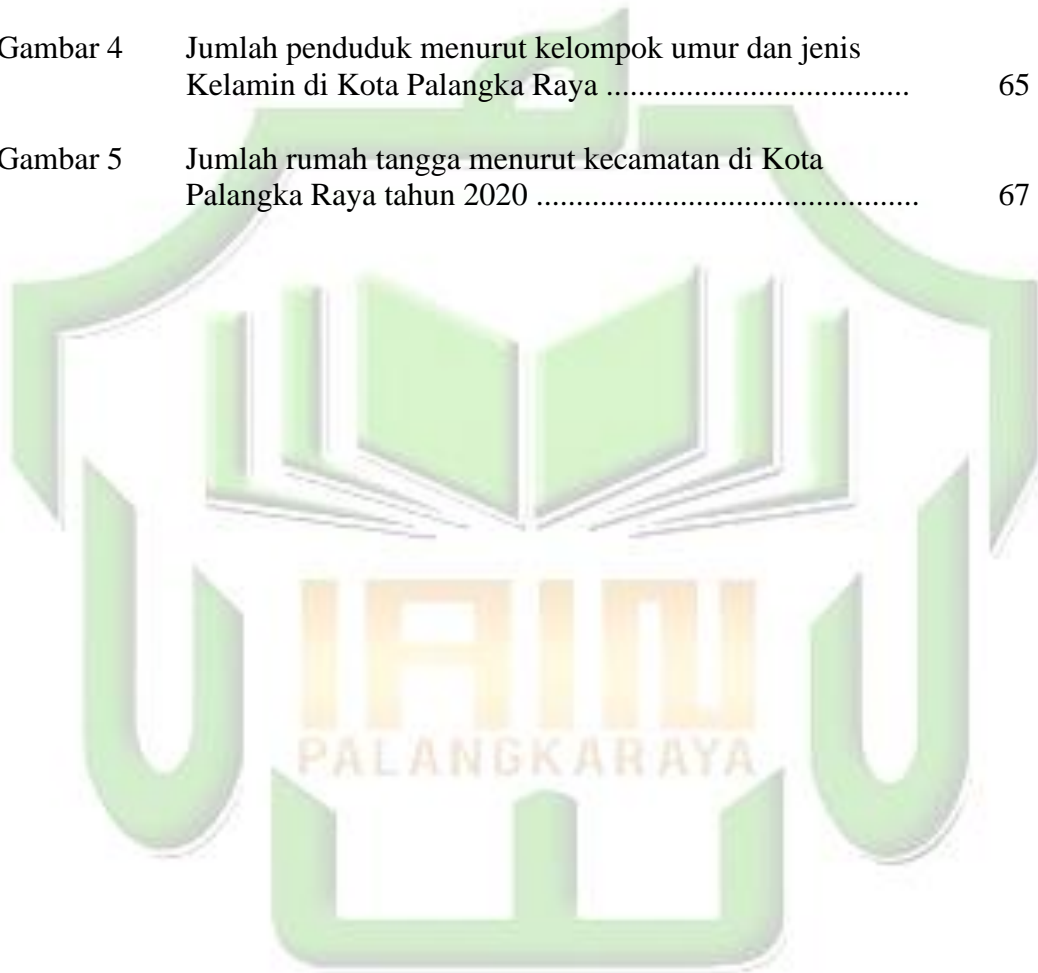 Gambar 4 Jumlah penduduk menurut kelompok umur dan jenis
Kelamin di Kota Palangka Raya ...................................... 65
Gambar 5 Jumlah rumah tangga menurut kecamatan di Kota
Palangka Raya tahun 2020 ................................................ 67
IAIN
PALANGKARAYA